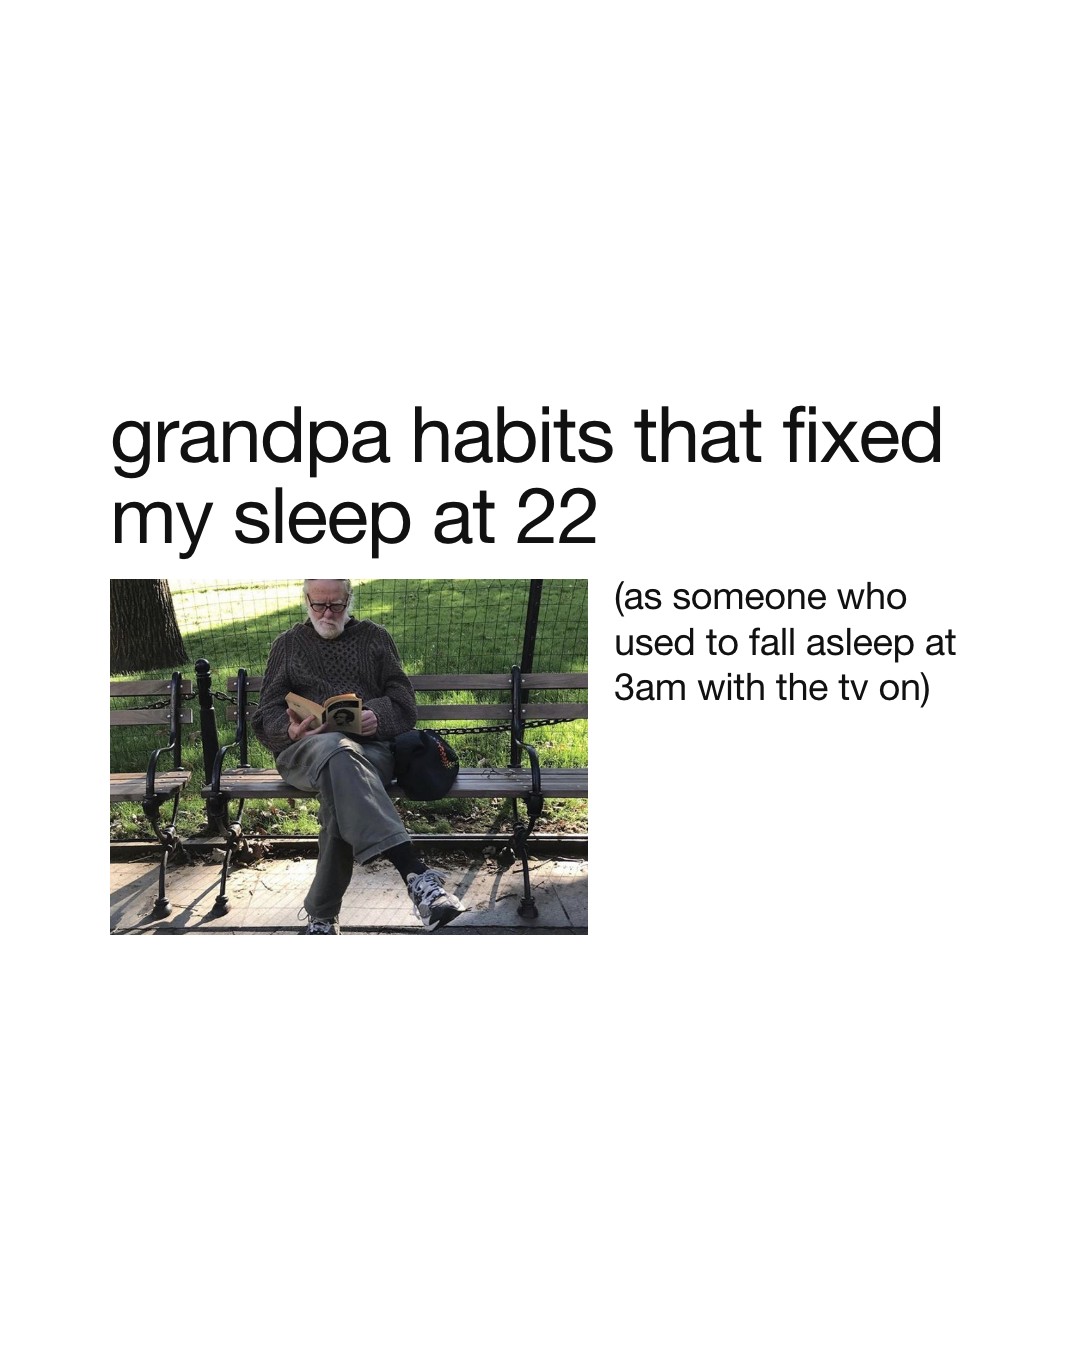 grandpa habits that fixed
my sleep at 22
(as someone who
used to fall asleep at
3am with the tv on)